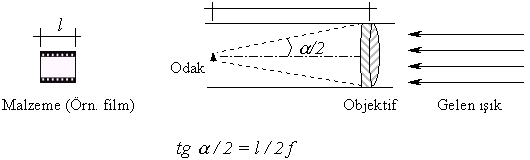 l
α/2
Odak
Malzeme (Örn. film)
Objektif
Gelen ışık
tg α/2 = l/2f